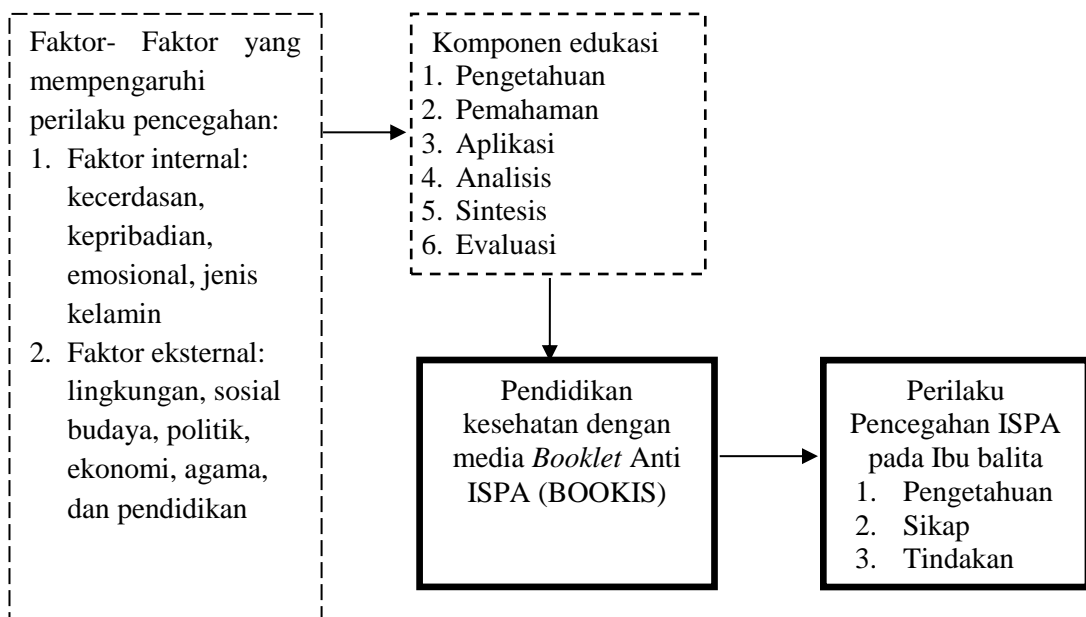 Faktor- Faktor yang
mempengaruhi
perilaku pencegahan:
1. Faktor internal:
kecerdasan,
kepribadian,
emosional, jenis
kelamin
2. Faktor eksternal:
lingkungan, sosial
budaya, politik,
ekonomi, agama,
dan pendidikan
Komponen edukasi
1. Pengetahuan
2. Pemahaman
3. Aplikasi
4. Analisis
5. Sintesis
6. Evaluasi
Pendidikan
kesehatan dengan
media Booklet Anti
ISPA (BOOKIS)
Perilaku
Pencegahan ISPA
pada Ibu balita
1. Pengetahuan
2. Sikap
3. Tindakan